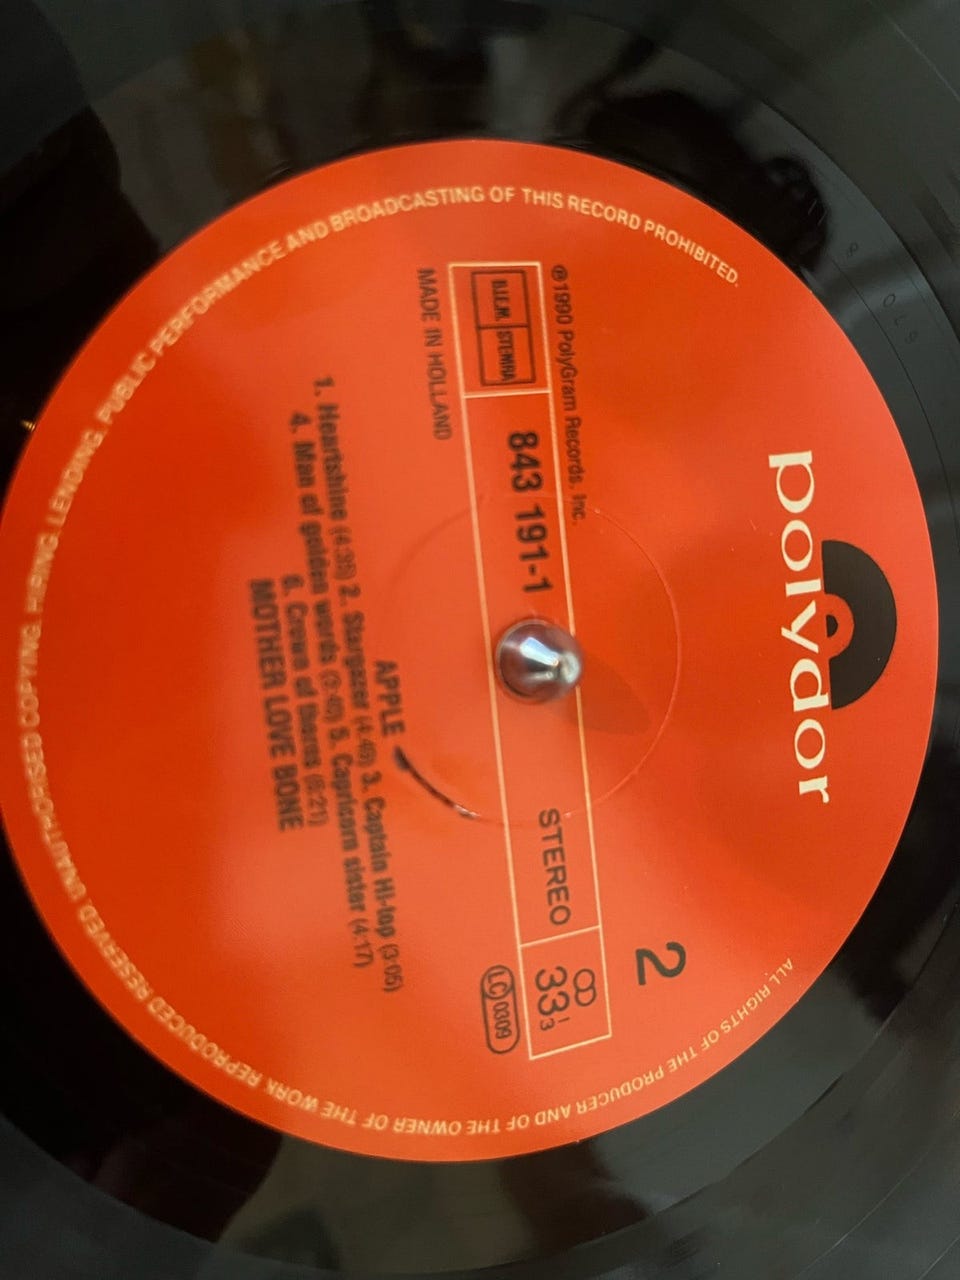 polydor
2
STEREO
33 1/3
LC 0309
843 191-1
B.I.E.M. STEMRA
℗1990 PolyGram Records, Inc.
MADE IN HOLLAND
APPLE
1. Heartshine (4:35) 2. Stargazer (4:45) 3. Captain Hi-top (3:05)
4. Man of golden words (3:40) 5. Capricorn sister (4:17)
6. Crown of thorns (6:21)
MOTHER LOVE BONE
ALL RIGHTS OF THE PRODUCER AND OF THE OWNER OF THE WORK REPRODUCED RESERVED. UNAUTHORISED COPYING, HIRING, LENDING, PUBLIC PERFORMANCE AND BROADCASTING OF THIS RECORD PROHIBITED.